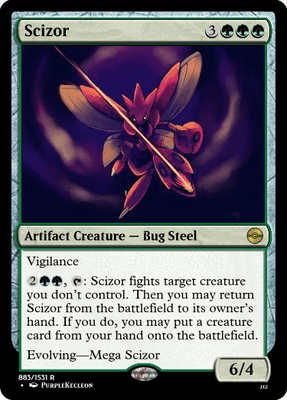 Scizor 3
Artifact Creature — Bug Steel
Vigilance
2, : Scizor fights target creature
you don't control. Then you may return
Scizor from the battlefield to its owner's
hand. If you do, you may put a creature
card from your hand onto the battlefield.
Evolving—Mega Scizor
6/4
883/1531 R
• PurpleKecleon